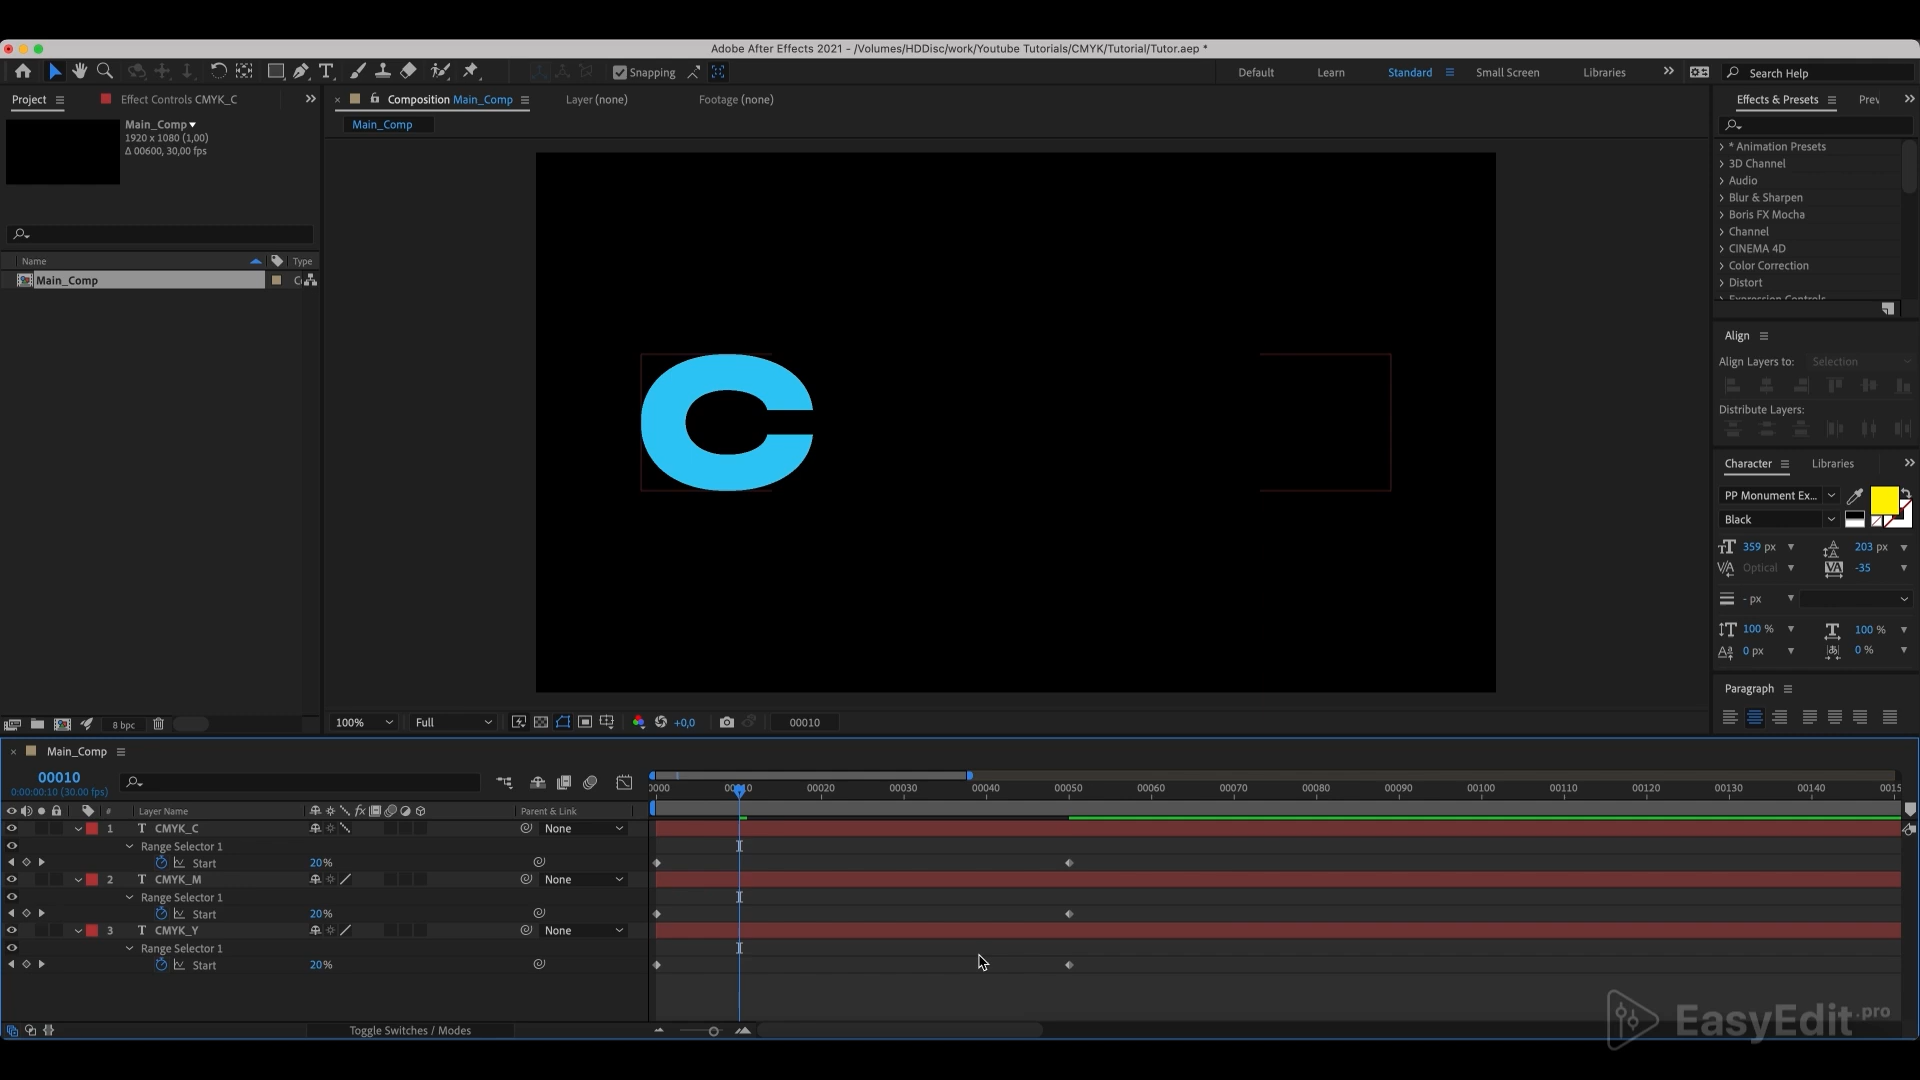 Adobe After Effects 2021 - /Volumes/HDDisc/work/Youtube Tutorials/CMYK/Tutorial/Tutor.aep *
Snapping
Default
Learn
Standard
Small Screen
Libraries
Search Help
Project
Effect Controls CMYK_C
Composition Main_Comp
Layer (none)
Footage (none)
Effects & Presets
Main_Comp
Main_Comp
1920 x 1080 (1,00)
Δ 00600, 30,00 fps
* Animation Presets
3D Channel
Audio
Blur & Sharpen
Boris FX Mocha
Channel
CINEMA 4D
Color Correction
Distort
Name
Type
Main_Comp
C
Align
Align Layers to:
Selection
Distribute Layers:
Character
Libraries
PP Monument Ex...
Black
359 px
203 px
Optical
-35
- px
100 %
100 %
0 px
0 %
Paragraph
8 bpc
100%
Full
+0,0
00010
Main_Comp
00010
0:00:00:10 (30.00 fps)
00020
00030
00040
00050
00060
00070
00080
00090
00100
00110
00120
00130
00140
#
Layer Name
fx
Parent & Link
1
T
CMYK_C
None
Range Selector 1
Start
20%
2
T
CMYK_M
None
Range Selector 1
Start
20%
3
T
CMYK_Y
None
Range Selector 1
Start
20%
Toggle Switches / Modes
EasyEdit.pro